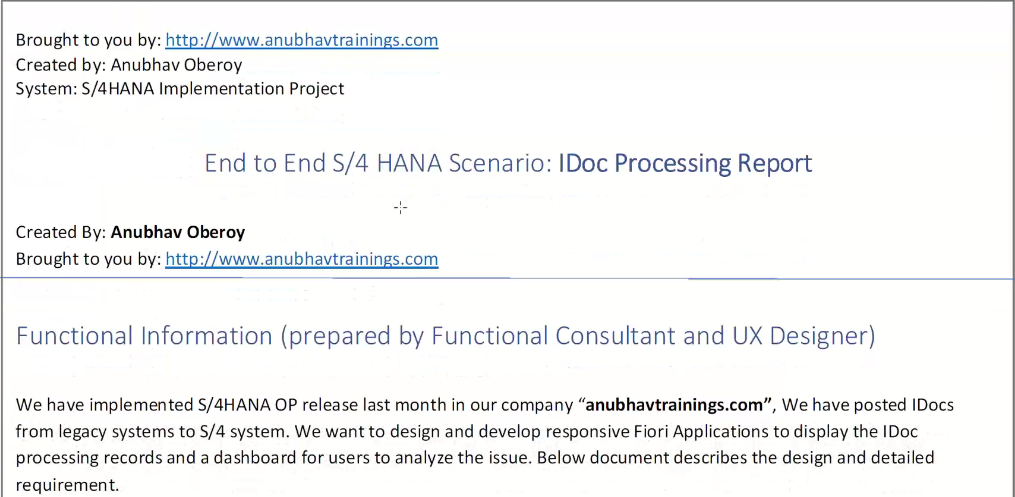 Brought to you by: http://www.anubhavtrainings.com
Created by: Anubhav Oberoy
System: S/4HANA Implementation Project
End to End S/4 HANA Scenario: IDoc Processing Report
Created By: Anubhav Oberoy
Brought to you by: http://www.anubhavtrainings.com
Functional Information (prepared by Functional Consultant and UX Designer)
We have implemented S/4HANA OP release last month in our company “anubhavtrainings.com”, We have posted IDocs
from legacy systems to S/4 system. We want to design and develop responsive Fiori Applications to display the IDoc
processing records and a dashboard for users to analyze the issue. Below document describes the design and detailed
requirement.